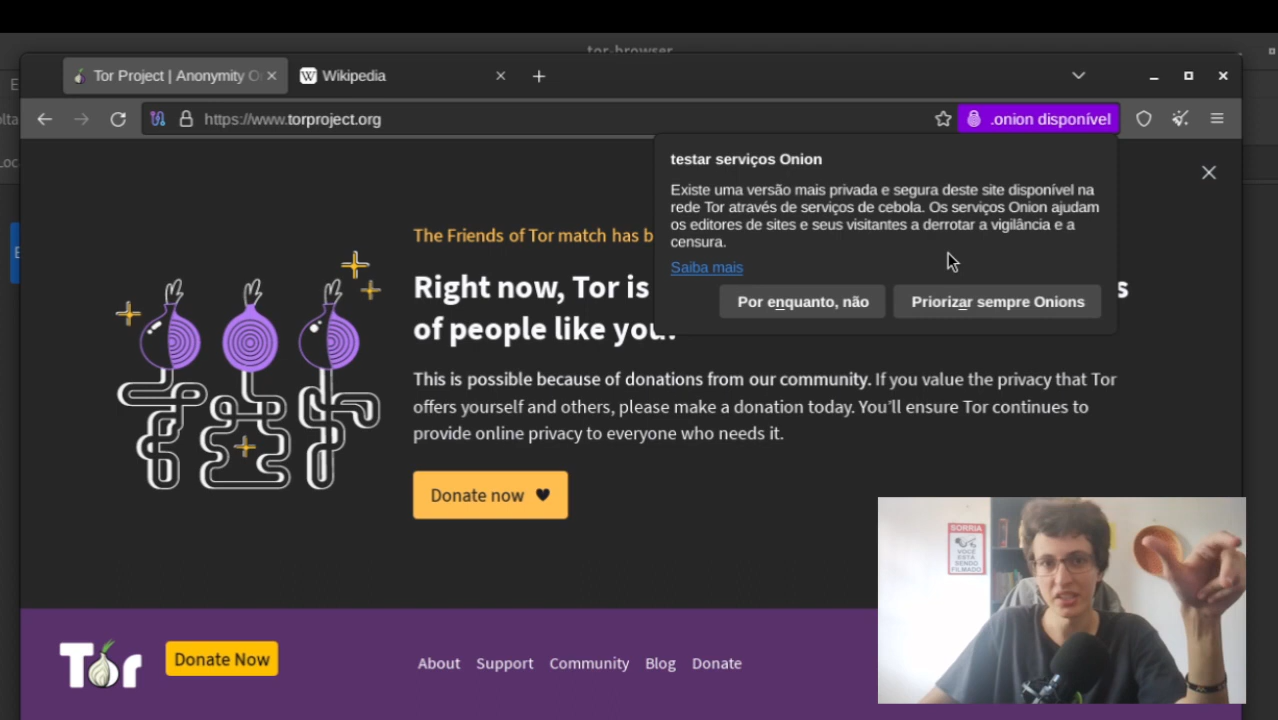 tor-browser
Tor Project | Anonymity O
Wikipedia
https://www.torproject.org
.onion disponível
testar serviços Onion
Existe uma versão mais privada e segura deste site disponível na
rede Tor através de serviços de cebola. Os serviços Onion ajudam
os editores de sites e seus visitantes a derrotar a vigilância e a
censura.
Saiba mais
Por enquanto, não
Priorizar sempre Onions
The Friends of Tor match has b
Right now, Tor is
of people like you.
This is possible because of donations from our community. If you value the privacy that Tor
offers yourself and others, please make a donation today. You’ll ensure Tor continues to
provide online privacy to everyone who needs it.
Donate now
SORRIA
VOCÊ
ESTÁ
SENDO
FILMADO
Tor
Donate Now
About Support Community Blog Donate